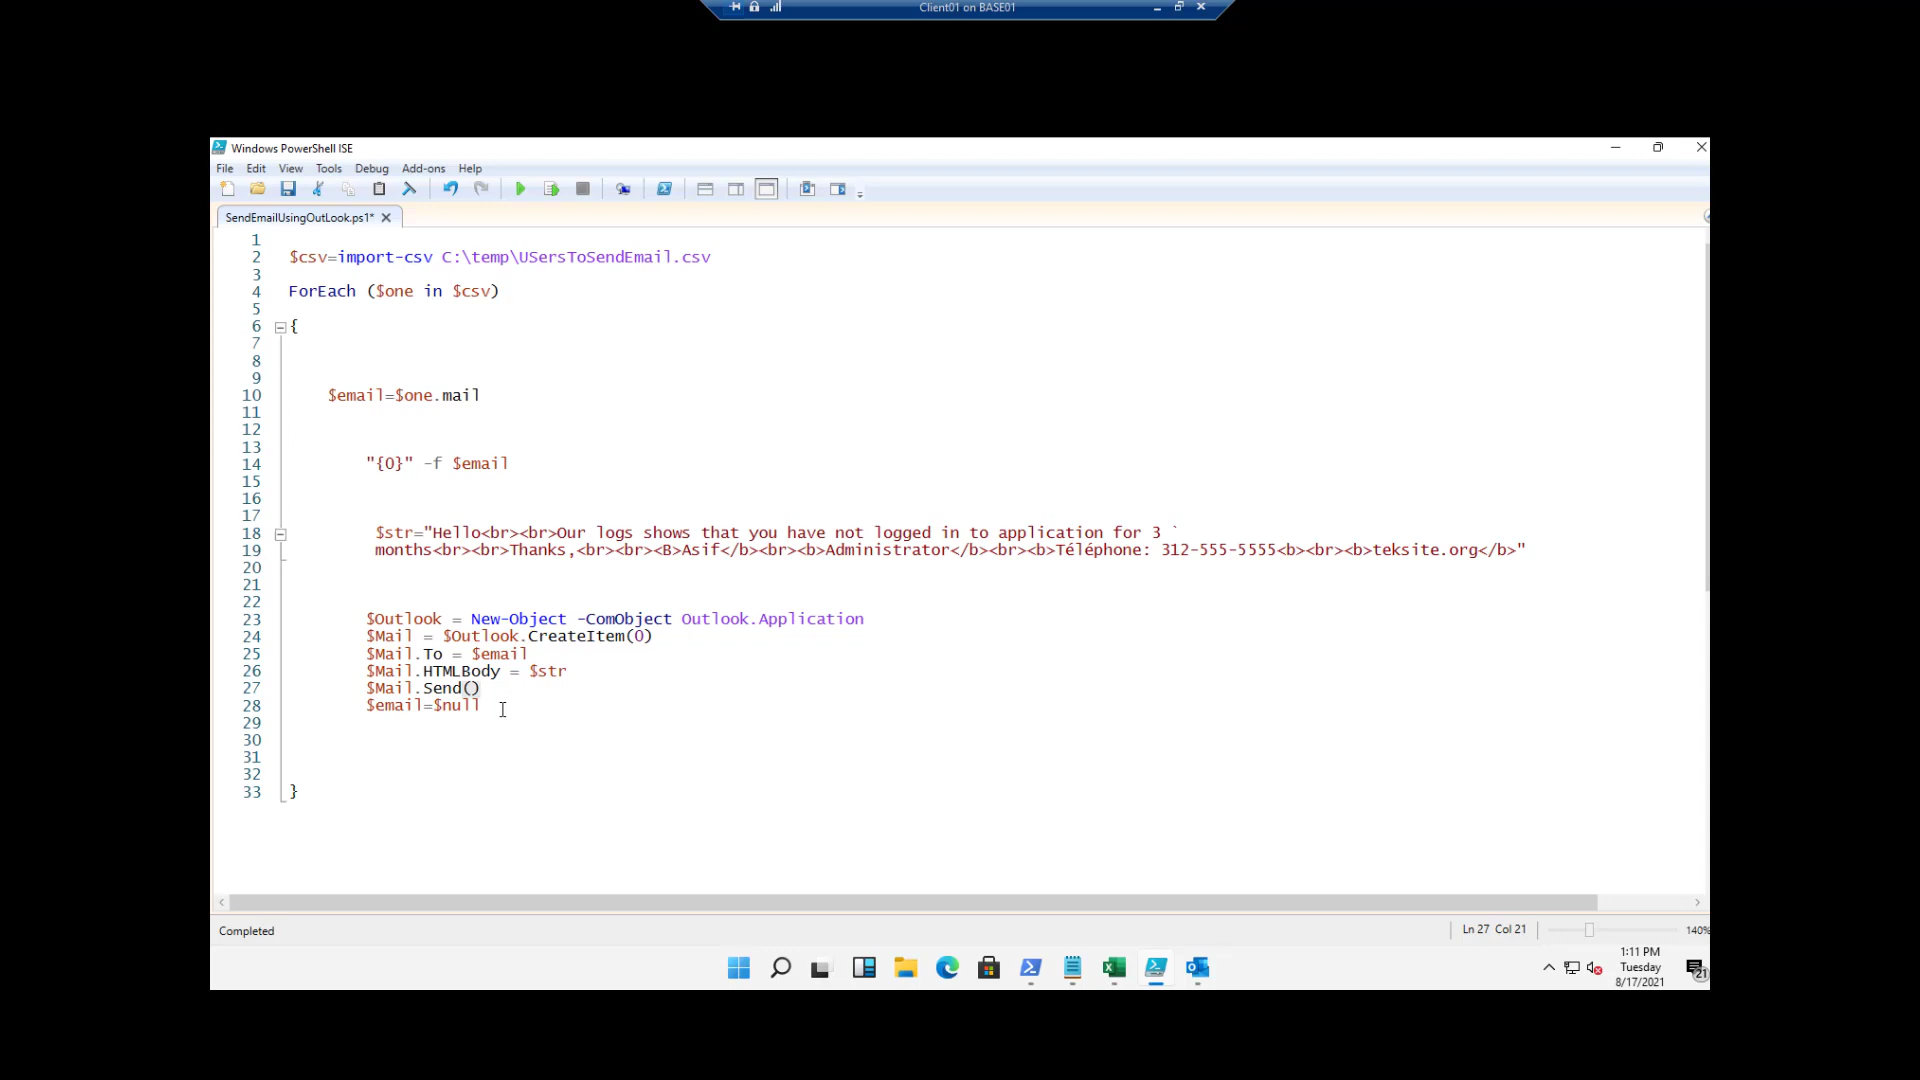 Client01 on BASE01
Windows PowerShell ISE
File Edit View Tools Debug Add-ons Help
SendEmailUsingOutLook.ps1*
1
2 $csv=import-csv C:\temp\USersToSendEmail.csv
3
4 ForEach ($one in $csv)
5
6 {
7
8
9
10 $email=$one.mail
11
12
13
14 "{0}" -f $email
15
16
17
18 $str="Hello<br><br>Our logs shows that you have not logged in to application for 3 `
19 months<br><br>Thanks,<br><br><B>Asif</b><br><b>Administrator</b><br><b>Téléphone: 312-555-5555<b><br><b>teksite.org</b>"
20
21
22
23 $Outlook = New-Object -ComObject Outlook.Application
24 $Mail = $Outlook.CreateItem(0)
25 $Mail.To = $email
26 $Mail.HTMLBody = $str
27 $Mail.Send()
28 $email=$null
29
30
31
32
33 }
Completed
Ln 27 Col 21
140%
1:11 PM
Tuesday
8/17/2021
21